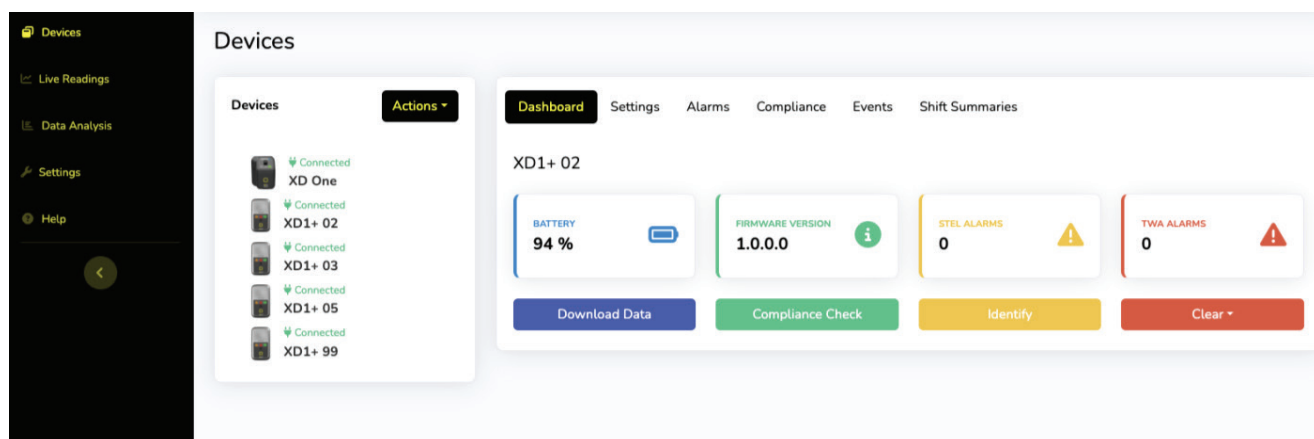 Devices
Live Readings
Data Analysis
Settings
Help
Devices
Devices
Actions
Connected
XD One
Connected
XD1+ 02
Connected
XD1+ 03
Connected
XD1+ 05
Connected
XD1+ 99
Dashboard Settings Alarms Compliance Events Shift Summaries
XD1+ 02
BATTERY
94 %
FIRMWARE VERSION
1.0.0.0
STEL ALARMS
0
TWA ALARMS
0
Download Data
Compliance Check
Identify
Clear